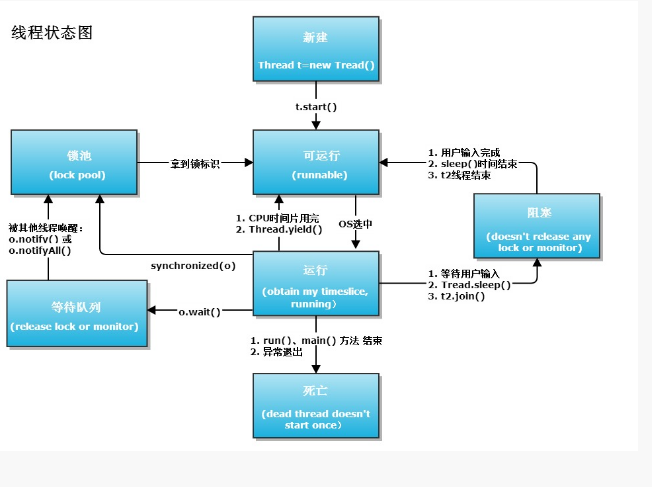 线程状态图
新建
Thread t=new Tread()
t.start()
锁池
(lock pool)
拿到锁标识
可运行
(runnable)
1. 用户输入完成
2. sleep()时间结束
3. t2线程结束
阻塞
(doesn't release any
lock or monitor)
被其他线程唤醒:
o.notify() 或
o.notifyAll()
1. CPU时间片用完
2. Thread.yield()
OS选中
synchronized(o)
运行
(obtain my timeslice,
running)
1. 等待用户输入
2. Tread.sleep()
3. t2.join()
等待队列
(release lock or monitor)
o.wait()
1. run()、main() 方法 结束
2. 异常退出
死亡
(dead thread doesn't
start once)